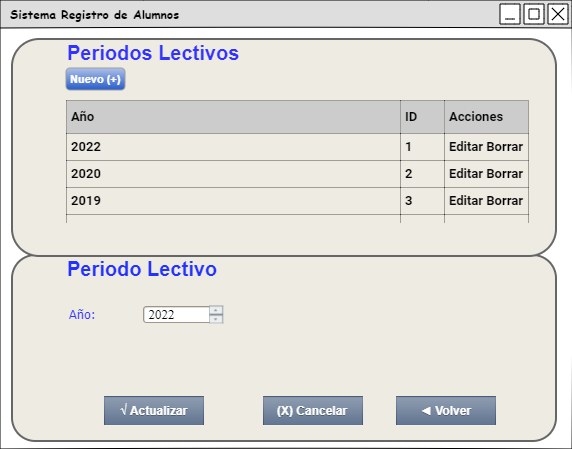 Sistema Registro de Alumnos
Periodos Lectivos
Nuevo (+)
Año ID Acciones
2022 1 Editar Borrar
2020 2 Editar Borrar
2019 3 Editar Borrar
Periodo Lectivo
Año: 2022
√ Actualizar (X) Cancelar ◄ Volver